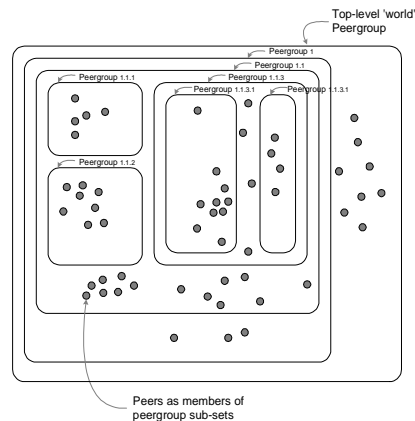 Top-level 'world'
Peergroup
Peergroup 1
Peergroup 1.1
Peergroup 1.1.1
Peergroup 1.1.3
Peergroup 1.1.3.1
Peergroup 1.1.3.1
Peergroup 1.1.2
Peers as members of
peergroup sub-sets